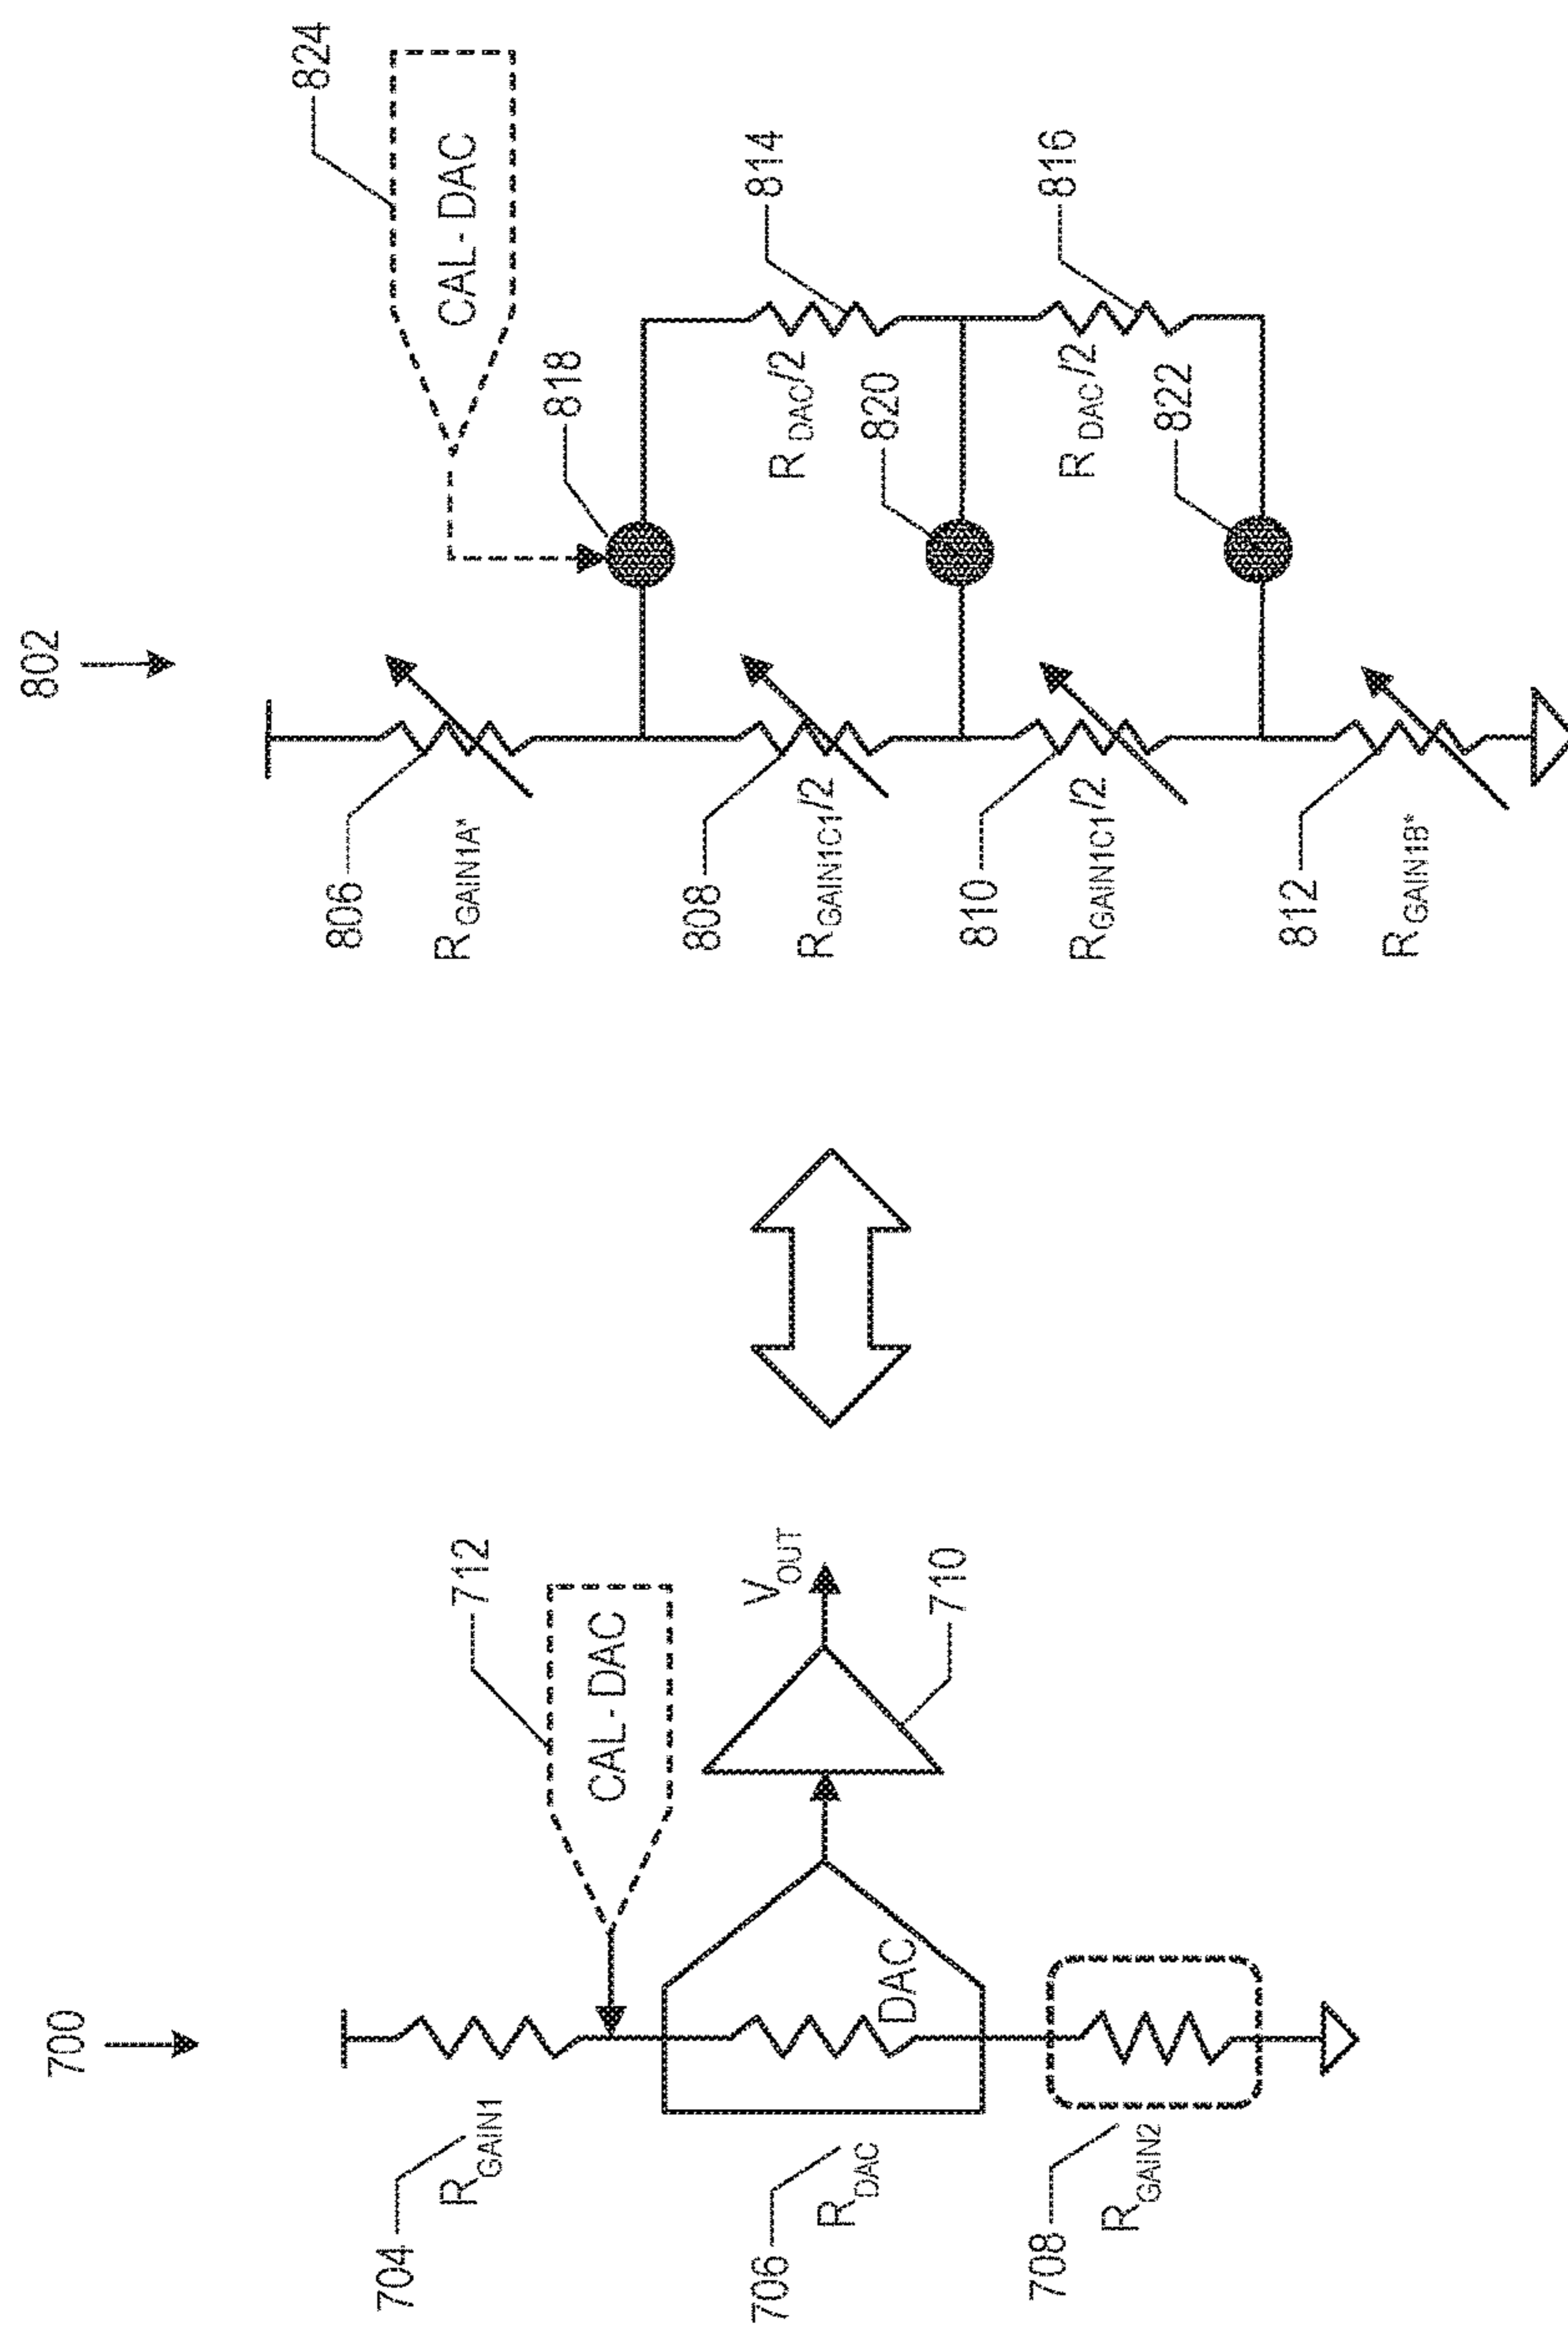 700
704
R GAIN1
712
CAL-DAC
706
R DAC
DAC
V OUT
710
708
R GAIN2
802
806
R GAIN1A*
824
CAL-DAC
818
808
R GAIN1C1/2
814
R DAC/2
820
810
R GAIN1C1/2
816
R DAC/2
822
812
R GAIN1B*